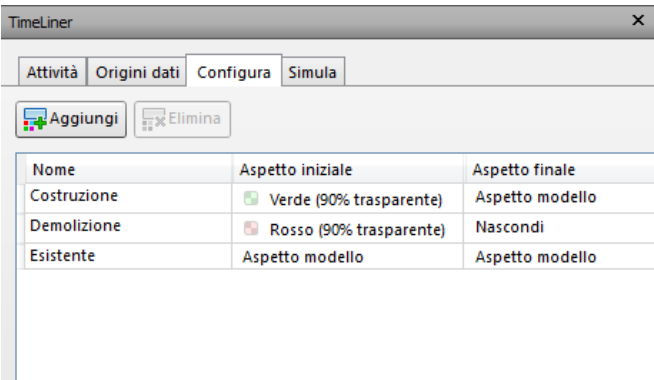 TimeLiner
Attività Origini dati Configura Simula
Aggiungi Elimina
Nome Aspetto iniziale Aspetto finale
Costruzione Verde (90% trasparente) Aspetto modello
Demolizione Rosso (90% trasparente) Nascondi
Esistente Aspetto modello Aspetto modello